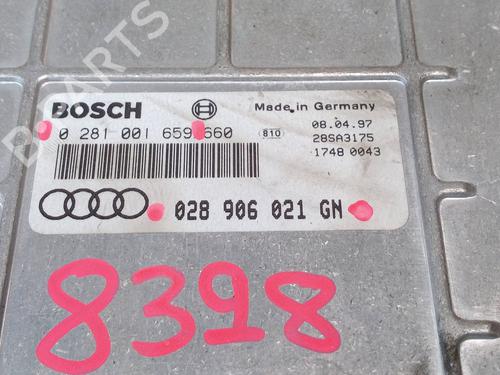 B-PARTS
BOSCH
Made in Germany
0 281 001 659/660
810
08.04.97
28SA3175
1748 0043
028 906 021 GN
8398